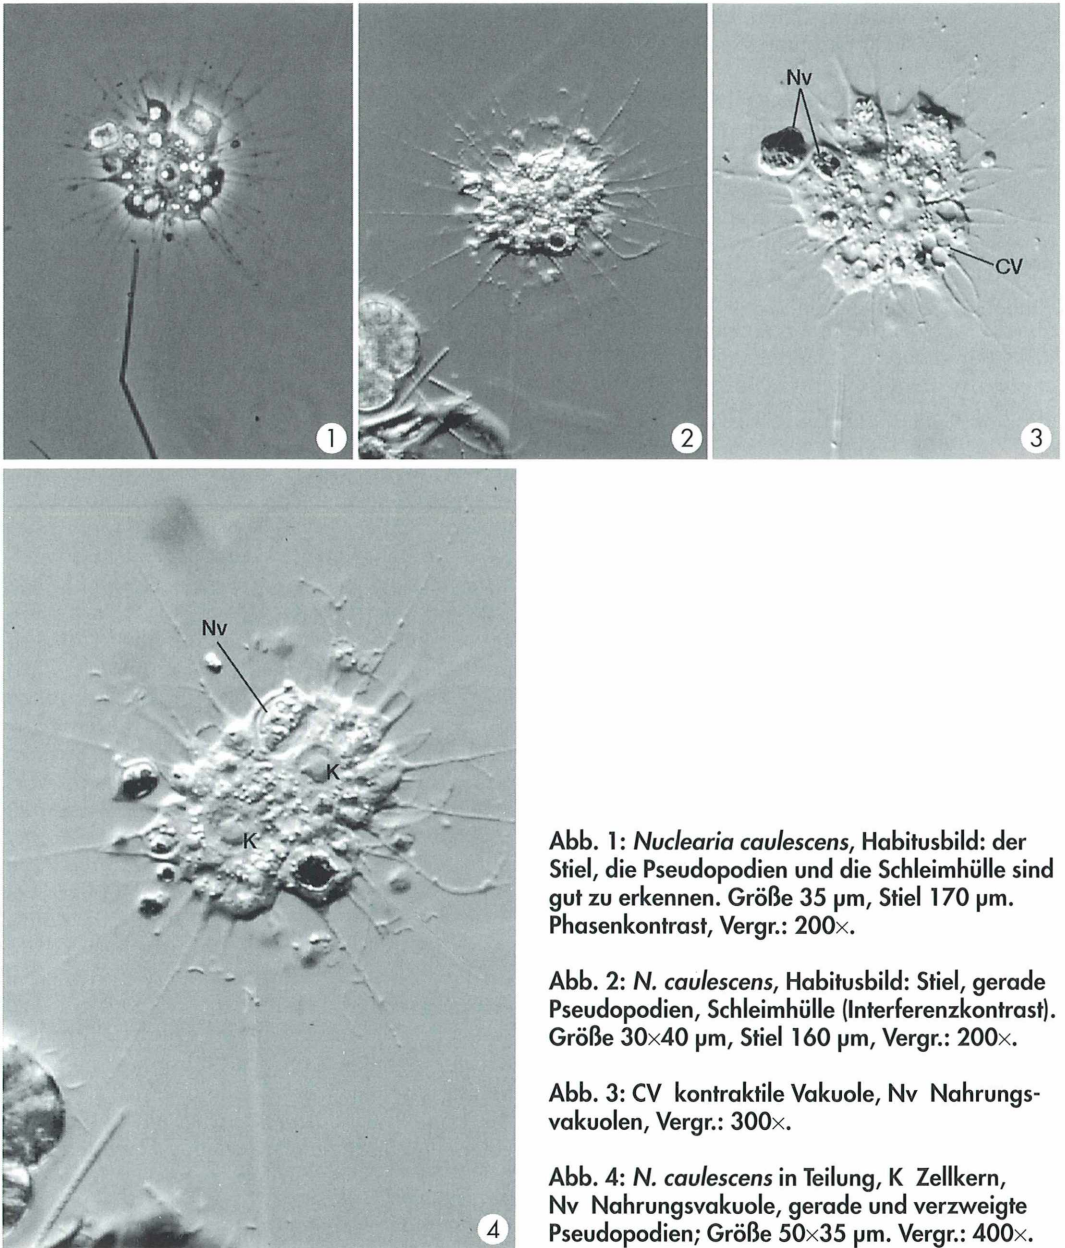 Nv
CV
1
2
3
Nv
K
K
4
Abb. 1: Nuclearia caulescens, Habitusbild: der
Stiel, die Pseudopodien und die Schleimhülle sind
gut zu erkennen. Größe 35 µm, Stiel 170 µm.
Phasenkontrast, Vergr.: 200×.
Abb. 2: N. caulescens, Habitusbild: Stiel, gerade
Pseudopodien, Schleimhülle (Interferenzkontrast).
Größe 30×40 µm, Stiel 160 µm, Vergr.: 200×.
Abb. 3: CV kontraktile Vakuole, Nv Nahrungs-
vakuolen, Vergr.: 300×.
Abb. 4: N. caulescens in Teilung, K Zellkern,
Nv Nahrungsvakuole, gerade und verzweigte
Pseudopodien; Größe 50×35 µm. Vergr.: 400×.